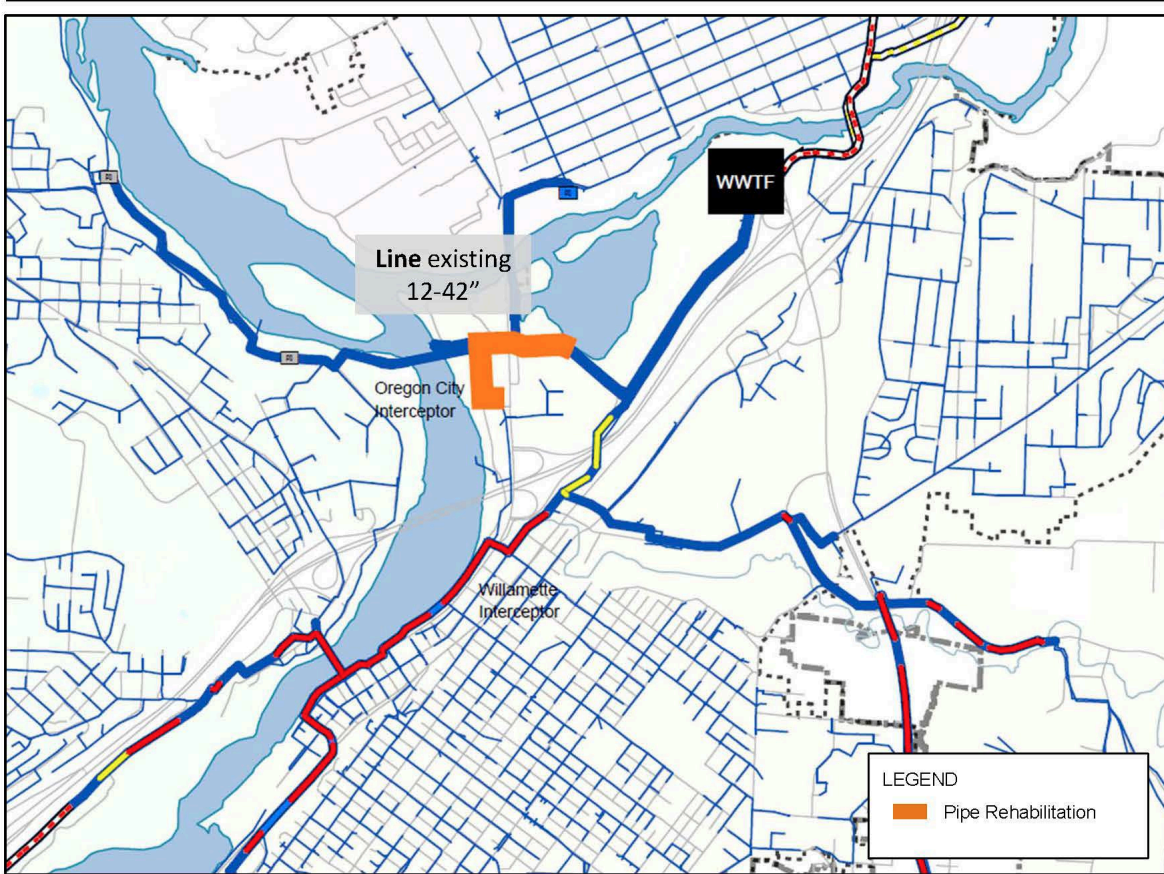 WWTF
Line existing
12-42”
Oregon City
Interceptor
Willamette
Interceptor
LEGEND
Pipe Rehabilitation